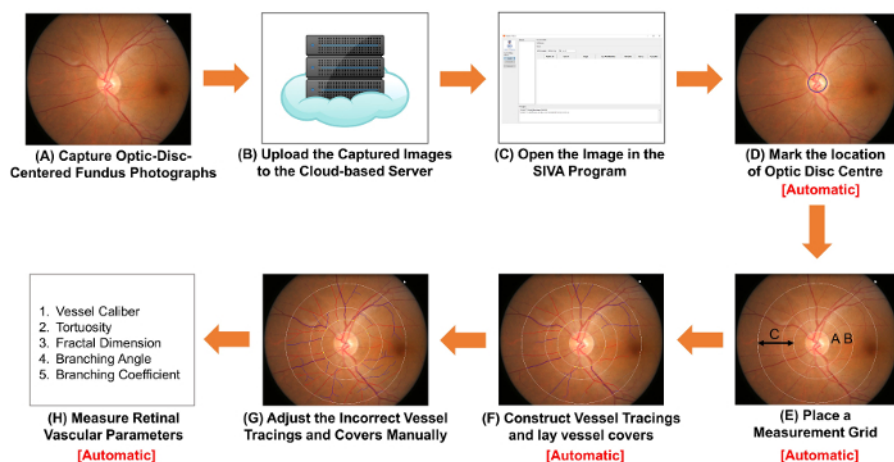 (A) Capture Optic-Disc-
Centered Fundus Photographs
(B) Upload the Captured Images
to the Cloud-based Server
(C) Open the Image in the
SIVA Program
(D) Mark the location
of Optic Disc Centre
[Automatic]
C
A B
(E) Place a
Measurement Grid
[Automatic]
(F) Construct Vessel Tracings
and lay vessel covers
[Automatic]
(G) Adjust the Incorrect Vessel
Tracings and Covers Manually
1. Vessel Caliber
2. Tortuosity
3. Fractal Dimension
4. Branching Angle
5. Branching Coefficient
(H) Measure Retinal
Vascular Parameters
[Automatic]